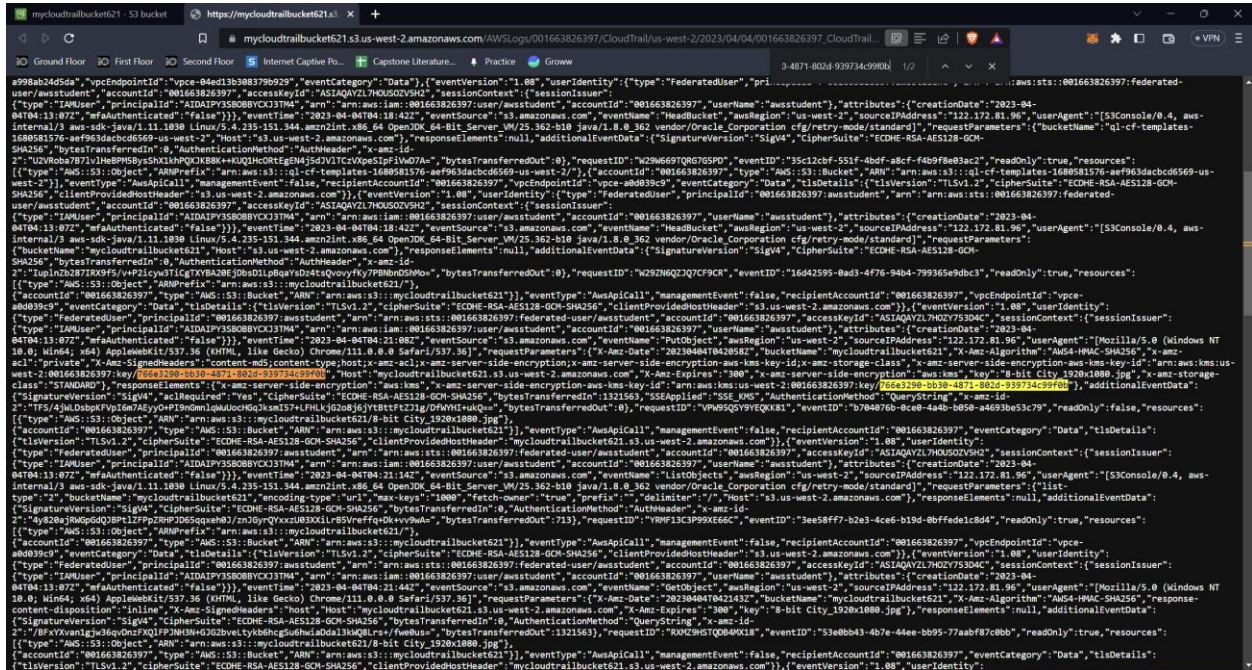 mycloudtrailbucket621 - S3 bucket
https://mycloudtrailbucket621.s3
mycloudtrailbucket621.s3.us-west-2.amazonaws.com/AWSLogs/001663826397/CloudTrail/us-west-2/2023/04/04/001663826397_CloudTrail...
VPN
Ground Floor First Floor Second Floor Internet Captive Po... Capstone Literature... Practice Groww
)-4871-802d-939734c99f0b 1/2
a998ab24d5da","vpcEndpointId":"vpce-04ed13b308379b929","eventCategory":"Data"},{"eventVersion":"1.08","userIdentity":{"type":"FederatedUser","principalId":
user/awsstudent","accountId":"001663826397","accessKeyId":"ASIAQAYZL7HOUSOZV5H2","sessionContext":{"sessionIssuer":
{"type":"IAMUser","principalId":"AIDAIPY3SBOBBYCXJ3TM4","arn":"arn:aws:iam::001663826397:user/awsstudent","accountId":"001663826397","userName":"awsstudent"},"attributes":{"creationDate":"2023-04-
04T04:13:07Z","mfaAuthenticated":"false"}}},"eventTime":"2023-04-04T04:18:42Z","eventSource":"s3.amazonaws.com","eventName":"HeadBucket","awsRegion":"us-west-2","sourceIPAddress":"122.172.81.96","userAgent":"[S3Console/0.4, aws-
internal/3 aws-sdk-java/1.11.1030 Linux/5.4.235-151.344.amzn2int.x86_64 OpenJDK_64-Bit_Server_VM/25.362-b10 java/1.8.0_362 vendor/Oracle_Corporation cfg/retry-mode/standard]","requestParameters":{"bucketName":"ql-cf-templates-
1680581576-aef963dacbcd6569-us-west-2","Host":"s3.us-west-2.amazonaws.com"},"responseElements":null,"additionalEventData":{"SignatureVersion":"SigV4","CipherSuite":"ECDHE-RSA-AES128-GCM-
SHA256","bytesTransferredIn":0,"AuthenticationMethod":"AuthHeader","x-amz-id-
"bytesTransferredOut":0},"requestID":"W29W669TQRG7G5PD","eventID":"35c12cbf-551f-4bdf-a8cf-f4b9f8e03ac2","readOnly":true,"resources":
[{"type":"AWS::S3::Object","ARNPrefix":"arn:aws:s3:::ql-cf-templates-1680581576-aef963dacbcd6569-us-west-2/"},{"accountId":"001663826397","type":"AWS::S3::Bucket","ARN":"arn:aws:s3:::ql-cf-templates-1680581576-aef963dacbcd6569-us-
west-2"}],"eventType":"AwsApiCall","managementEvent":false,"recipientAccountId":"001663826397","vpcEndpointId":"vpce-a0d039c9","eventCategory":"Data","tlsDetails":{"tlsVersion":"TLSv1.2","cipherSuite":"ECDHE-RSA-AES128-GCM-
SHA256","clientProvidedHostHeader":"s3.us-west-2.amazonaws.com"}},{"eventVersion":"1.08","userIdentity":{"type":"FederatedUser","principalId":"001663826397:awsstudent","arn":"arn:aws:sts::001663826397:federated-
user/awsstudent","accountId":"001663826397","accessKeyId":"ASIAQAYZL7HOUSOZV5H2","sessionContext":{"sessionIssuer":
{"type":"IAMUser","principalId":"AIDAIPY3SBOBBYCXJ3TM4","arn":"arn:aws:iam::001663826397:user/awsstudent","accountId":"001663826397","userName":"awsstudent"},"attributes":{"creationDate":"2023-04-
04T04:13:07Z","mfaAuthenticated":"false"}}},"eventTime":"2023-04-04T04:18:42Z","eventSource":"s3.amazonaws.com","eventName":"HeadBucket","awsRegion":"us-west-2","sourceIPAddress":"122.172.81.96","userAgent":"[S3Console/0.4, aws-
internal/3 aws-sdk-java/1.11.1030 Linux/5.4.235-151.344.amzn2int.x86_64 OpenJDK_64-Bit_Server_VM/25.362-b10 java/1.8.0_362 vendor/Oracle_Corporation cfg/retry-mode/standard]","requestParameters":
{"bucketName":"mycloudtrailbucket621","Host":"s3.us-west-2.amazonaws.com"},"responseElements":null,"additionalEventData":{"SignatureVersion":"SigV4","CipherSuite":"ECDHE-RSA-AES128-GCM-
SHA256","bytesTransferredIn":0,"AuthenticationMethod":"AuthHeader","x-amz-id-
"bytesTransferredOut":0},"requestID":"W29ZN6QZJQ7CF9CR","eventID":"16d42595-0ad3-4f76-94b4-799365e9dbc3","readOnly":true,"resources":
[{"type":"AWS::S3::Object","ARNPrefix":"arn:aws:s3:::mycloudtrailbucket621/"},
{"accountId":"001663826397","type":"AWS::S3::Bucket","ARN":"arn:aws:s3:::mycloudtrailbucket621"}],"eventType":"AwsApiCall","managementEvent":false,"recipientAccountId":"001663826397","vpcEndpointId":"vpce-
a0d039c9","eventCategory":"Data","tlsDetails":{"tlsVersion":"TLSv1.2","cipherSuite":"ECDHE-RSA-AES128-GCM-SHA256","clientProvidedHostHeader":"s3.us-west-2.amazonaws.com"}},{"eventVersion":"1.08","userIdentity":
{"type":"FederatedUser","principalId":"001663826397:awsstudent","arn":"arn:aws:sts::001663826397:federated-user/awsstudent","accountId":"001663826397","accessKeyId":"ASIAQAYZL7HOZY753D4C","sessionContext":{"sessionIssuer":
{"type":"IAMUser","principalId":"AIDAIPY3SBOBBYCXJ3TM4","arn":"arn:aws:iam::001663826397:user/awsstudent","accountId":"001663826397","userName":"awsstudent"},"attributes":{"creationDate":"2023-04-
04T04:13:07Z","mfaAuthenticated":"false"}}},"eventTime":"2023-04-04T04:21:08Z","eventSource":"s3.amazonaws.com","eventName":"PutObject","awsRegion":"us-west-2","sourceIPAddress":"122.172.81.96","userAgent":"[Mozilla/5.0 (Windows NT
10.0; Win64; x64) AppleWebKit/537.36 (KHTML, like Gecko) Chrome/111.0.0.0 Safari/537.36]","requestParameters":{"X-Amz-Date":"20230404T042058Z","bucketName":"mycloudtrailbucket621","X-Amz-Algorithm":"AWS4-HMAC-SHA256","x-amz-
acl":"private","X-Amz-SignedHeaders":"content-md5;content-type;host;x-amz-acl;x-amz-server-side-encryption;x-amz-server-side-encryption-aws-kms-key-id;x-amz-storage-class","x-amz-server-side-encryption-aws-kms-key-id":"arn:aws:kms:us-
west-2:001663826397:key/766e3290-bb30-4871-802d-939734c99f0b","Host":"mycloudtrailbucket621.s3.us-west-2.amazonaws.com","X-Amz-Expires":"300","x-amz-server-side-encryption":"aws:kms","key":"8-bit City_1920x1080.jpg","x-amz-storage-
class":"STANDARD"},"responseElements":{"x-amz-server-side-encryption":"aws:kms","x-amz-server-side-encryption-aws-kms-key-id":"arn:aws:kms:us-west-2:001663826397:key/766e3290-bb30-4871-802d-939734c99f0b"},"additionalEventData":
{"SignatureVersion":"SigV4","aclRequired":"Yes","CipherSuite":"ECDHE-RSA-AES128-GCM-SHA256","bytesTransferredIn":1321563,"SSEApplied":"SSE_KMS","AuthenticationMethod":"QueryString","x-amz-id-
"bytesTransferredOut":0},"requestID":"VPW95QSY9YEQKK81","eventID":"b704076b-0ce0-4a4b-b050-a4693be53c79","readOnly":false,"resources":
[{"type":"AWS::S3::Object","ARN":"arn:aws:s3:::mycloudtrailbucket621/8-bit City_1920x1080.jpg"},
{"accountId":"001663826397","type":"AWS::S3::Bucket","ARN":"arn:aws:s3:::mycloudtrailbucket621"}],"eventType":"AwsApiCall","managementEvent":false,"recipientAccountId":"001663826397","eventCategory":"Data","tlsDetails":
{"tlsVersion":"TLSv1.2","cipherSuite":"ECDHE-RSA-AES128-GCM-SHA256","clientProvidedHostHeader":"mycloudtrailbucket621.s3.us-west-2.amazonaws.com"}},{"eventVersion":"1.08","userIdentity":
{"type":"FederatedUser","principalId":"001663826397:awsstudent","arn":"arn:aws:sts::001663826397:federated-user/awsstudent","accountId":"001663826397","accessKeyId":"ASIAQAYZL7HOUSOZV5H2","sessionContext":{"sessionIssuer":
{"type":"IAMUser","principalId":"AIDAIPY3SBOBBYCXJ3TM4","arn":"arn:aws:iam::001663826397:user/awsstudent","accountId":"001663826397","userName":"awsstudent"},"attributes":{"creationDate":"2023-04-
04T04:13:07Z","mfaAuthenticated":"false"}}},"eventTime":"2023-04-04T04:21:14Z","eventSource":"s3.amazonaws.com","eventName":"ListObjects","awsRegion":"us-west-2","sourceIPAddress":"122.172.81.96","userAgent":"[S3Console/0.4, aws-
internal/3 aws-sdk-java/1.11.1030 Linux/5.4.235-151.344.amzn2int.x86_64 OpenJDK_64-Bit_Server_VM/25.362-b10 java/1.8.0_362 vendor/Oracle_Corporation cfg/retry-mode/standard]","requestParameters":{"list-
type":"2","bucketName":"mycloudtrailbucket621","encoding-type":"url","max-keys":"1000","fetch-owner":"true","prefix":"","delimiter":"/","Host":"s3.us-west-2.amazonaws.com"},"responseElements":null,"additionalEventData":
{"SignatureVersion":"SigV4","CipherSuite":"ECDHE-RSA-AES128-GCM-SHA256","bytesTransferredIn":0,"AuthenticationMethod":"AuthHeader","x-amz-id-
"bytesTransferredOut":713},"requestID":"YRMF13C3P99XE66C","eventID":"3ee58ff7-b2e3-4ce6-b19d-0bffede1c8d4","readOnly":true,"resources":
[{"type":"AWS::S3::Object","ARNPrefix":"arn:aws:s3:::mycloudtrailbucket621/"},
{"accountId":"001663826397","type":"AWS::S3::Bucket","ARN":"arn:aws:s3:::mycloudtrailbucket621"}],"eventType":"AwsApiCall","managementEvent":false,"recipientAccountId":"001663826397","vpcEndpointId":"vpce-
a0d039c9","eventCategory":"Data","tlsDetails":{"tlsVersion":"TLSv1.2","cipherSuite":"ECDHE-RSA-AES128-GCM-SHA256","clientProvidedHostHeader":"s3.us-west-2.amazonaws.com"}},{"eventVersion":"1.08","userIdentity":
{"type":"FederatedUser","principalId":"001663826397:awsstudent","arn":"arn:aws:sts::001663826397:federated-user/awsstudent","accountId":"001663826397","accessKeyId":"ASIAQAYZL7HOZY753D4C","sessionContext":{"sessionIssuer":
{"type":"IAMUser","principalId":"AIDAIPY3SBOBBYCXJ3TM4","arn":"arn:aws:iam::001663826397:user/awsstudent","accountId":"001663826397","userName":"awsstudent"},"attributes":{"creationDate":"2023-04-
04T04:13:07Z","mfaAuthenticated":"false"}}},"eventTime":"2023-04-04T04:21:44Z","eventSource":"s3.amazonaws.com","eventName":"GetObject","awsRegion":"us-west-2","sourceIPAddress":"122.172.81.96","userAgent":"[Mozilla/5.0 (Windows NT
10.0; Win64; x64) AppleWebKit/537.36 (KHTML, like Gecko) Chrome/111.0.0.0 Safari/537.36]","requestParameters":{"X-Amz-Date":"20230404T042143Z","bucketName":"mycloudtrailbucket621","X-Amz-Algorithm":"AWS4-HMAC-SHA256","response-
content-disposition":"inline","X-Amz-SignedHeaders":"host","Host":"mycloudtrailbucket621.s3.us-west-2.amazonaws.com","X-Amz-Expires":"300","key":"8-bit City_1920x1080.jpg"},"responseElements":null,"additionalEventData":
{"SignatureVersion":"SigV4","CipherSuite":"ECDHE-RSA-AES128-GCM-SHA256","bytesTransferredIn":0,"AuthenticationMethod":"QueryString","x-amz-id-
"bytesTransferredOut":1321563},"requestID":"RXMZ9HSTQDB4MX18","eventID":"53e0bb43-4b7e-44ee-bb95-77aabf87c0bb","readOnly":true,"resources":
[{"type":"AWS::S3::Object","ARN":"arn:aws:s3:::mycloudtrailbucket621/8-bit City_1920x1080.jpg"},
{"accountId":"001663826397","type":"AWS::S3::Bucket","ARN":"arn:aws:s3:::mycloudtrailbucket621"}],"eventType":"AwsApiCall","managementEvent":false,"recipientAccountId":"001663826397","eventCategory":"Data","tlsDetails":
{"tlsVersion":"TLSv1.2","cipherSuite":"ECDHE-RSA-AES128-GCM-SHA256","clientProvidedHostHeader":"mycloudtrailbucket621.s3.us-west-2.amazonaws.com"}},{"eventVersion":"1.08","userIdentity":